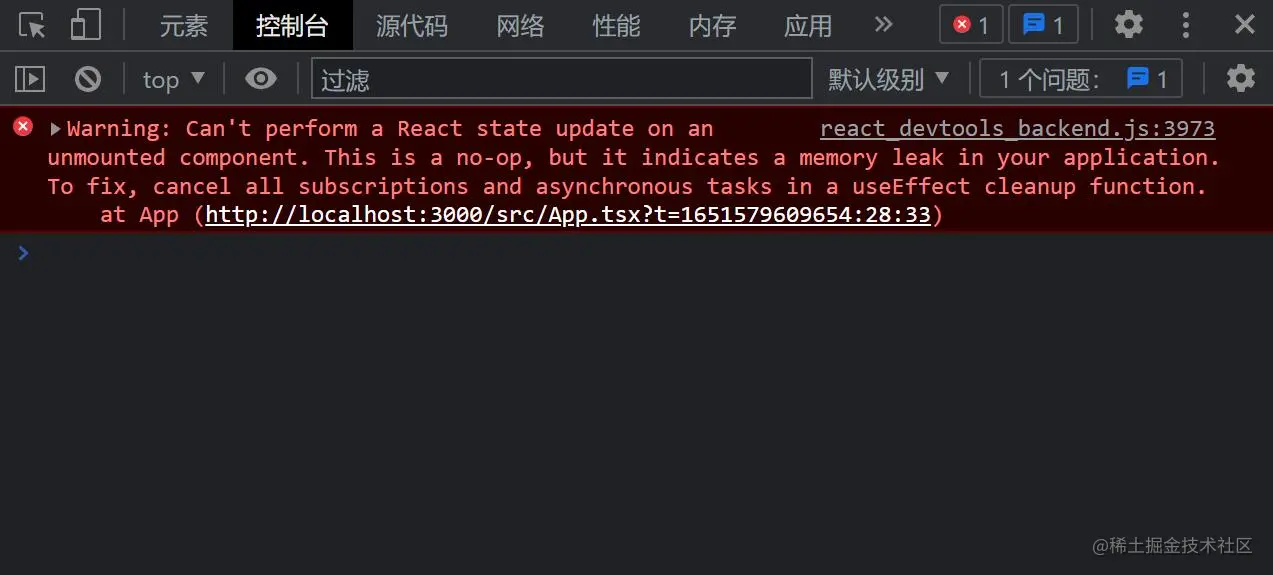 元素 控制台 源代码 网络 性能 内存 应用 1 1
top 过滤 默认级别 1 个问题: 1
Warning: Can't perform a React state update on an react_devtools_backend.js:3973
unmounted component. This is a no-op, but it indicates a memory leak in your application.
To fix, cancel all subscriptions and asynchronous tasks in a useEffect cleanup function.
at App (http://localhost:3000/src/App.tsx?t=1651579609654:28:33)
@稀土掘金技术社区